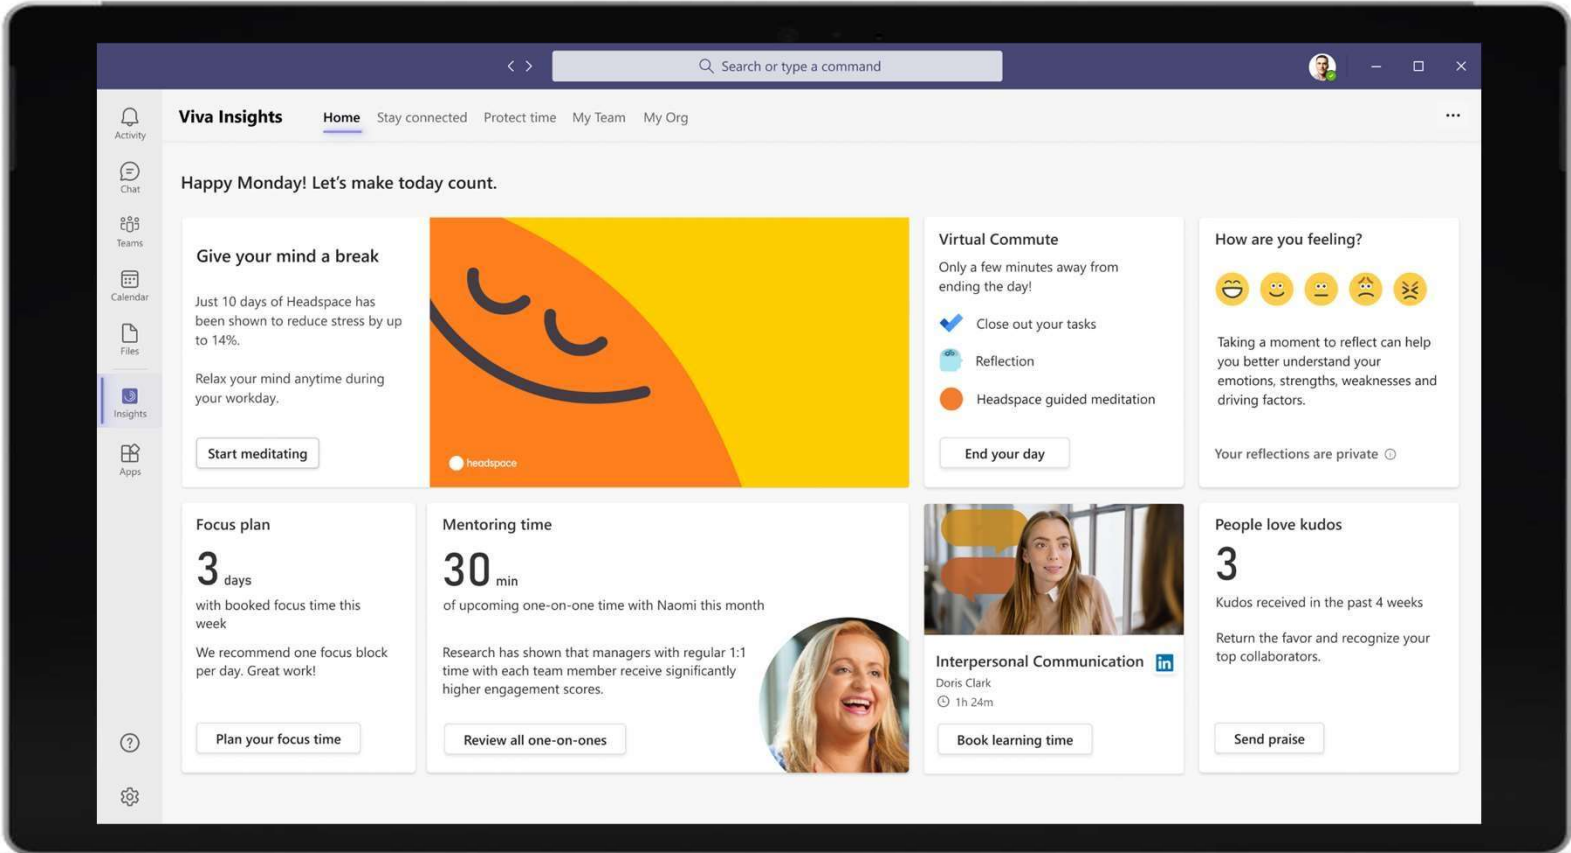 Search or type a command
Activity
Chat
Teams
Calendar
Files
Insights
Apps
Viva Insights
Home
Stay connected
Protect time
My Team
My Org
Happy Monday! Let's make today count.
Give your mind a break
Just 10 days of Headspace has
been shown to reduce stress by up
to 14%.
Relax your mind anytime during
your workday.
Start meditating
headspace
Virtual Commute
Only a few minutes away from
ending the day!
Close out your tasks
Reflection
Headspace guided meditation
End your day
How are you feeling?
Taking a moment to reflect can help
you better understand your
emotions, strengths, weaknesses and
driving factors.
Your reflections are private
Focus plan
3 days
with booked focus time this
week
We recommend one focus block
per day. Great work!
Plan your focus time
Mentoring time
30 min
of upcoming one-on-one time with Naomi this month
Research has shown that managers with regular 1:1
time with each team member receive significantly
higher engagement scores.
Review all one-on-ones
Interpersonal Communication in
Doris Clark
1h 24m
Book learning time
People love kudos
3
Kudos received in the past 4 weeks
Return the favor and recognize your
top collaborators.
Send praise